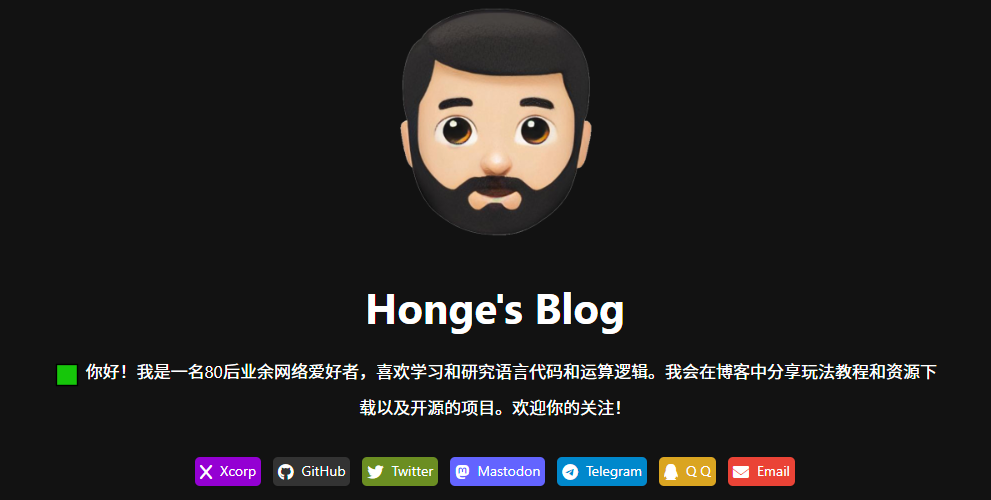 Honge's Blog
你好！我是一名80后业余网络爱好者，喜欢学习和研究语言代码和运算逻辑。我会在博客中分享玩法教程和资源下
载以及开源的项目。欢迎你的关注！
Xcorp GitHub Twitter Mastodon Telegram Q Q Email